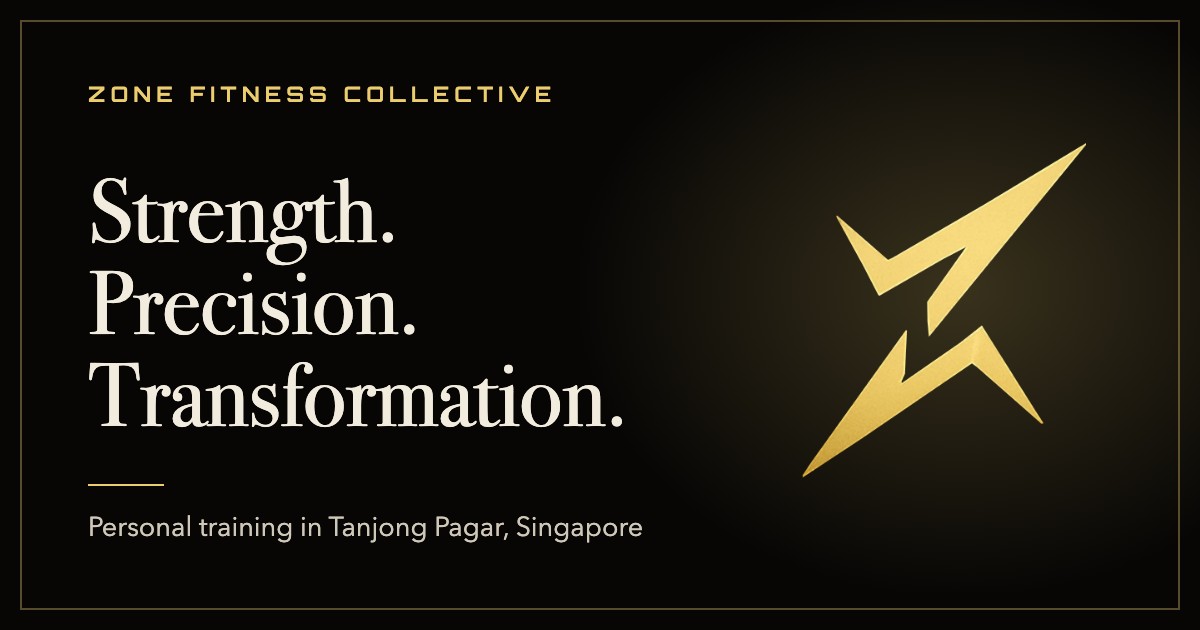 ZONE FITNESS COLLECTIVE
Strength.
Precision.
Transformation.
Personal training in Tanjong Pagar, Singapore